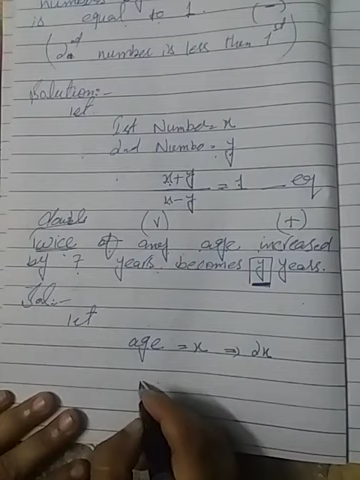 is equal to 1. (−)
(2nd number is less then 1st)
Solution:-
let
1st Number = x
2nd Number = y
x+y / x-y = 1 eq
double (v) (+)
Twice of any age increased
by 7 years becomes y years.
Sol:-
let
age = x ⇒ 2x